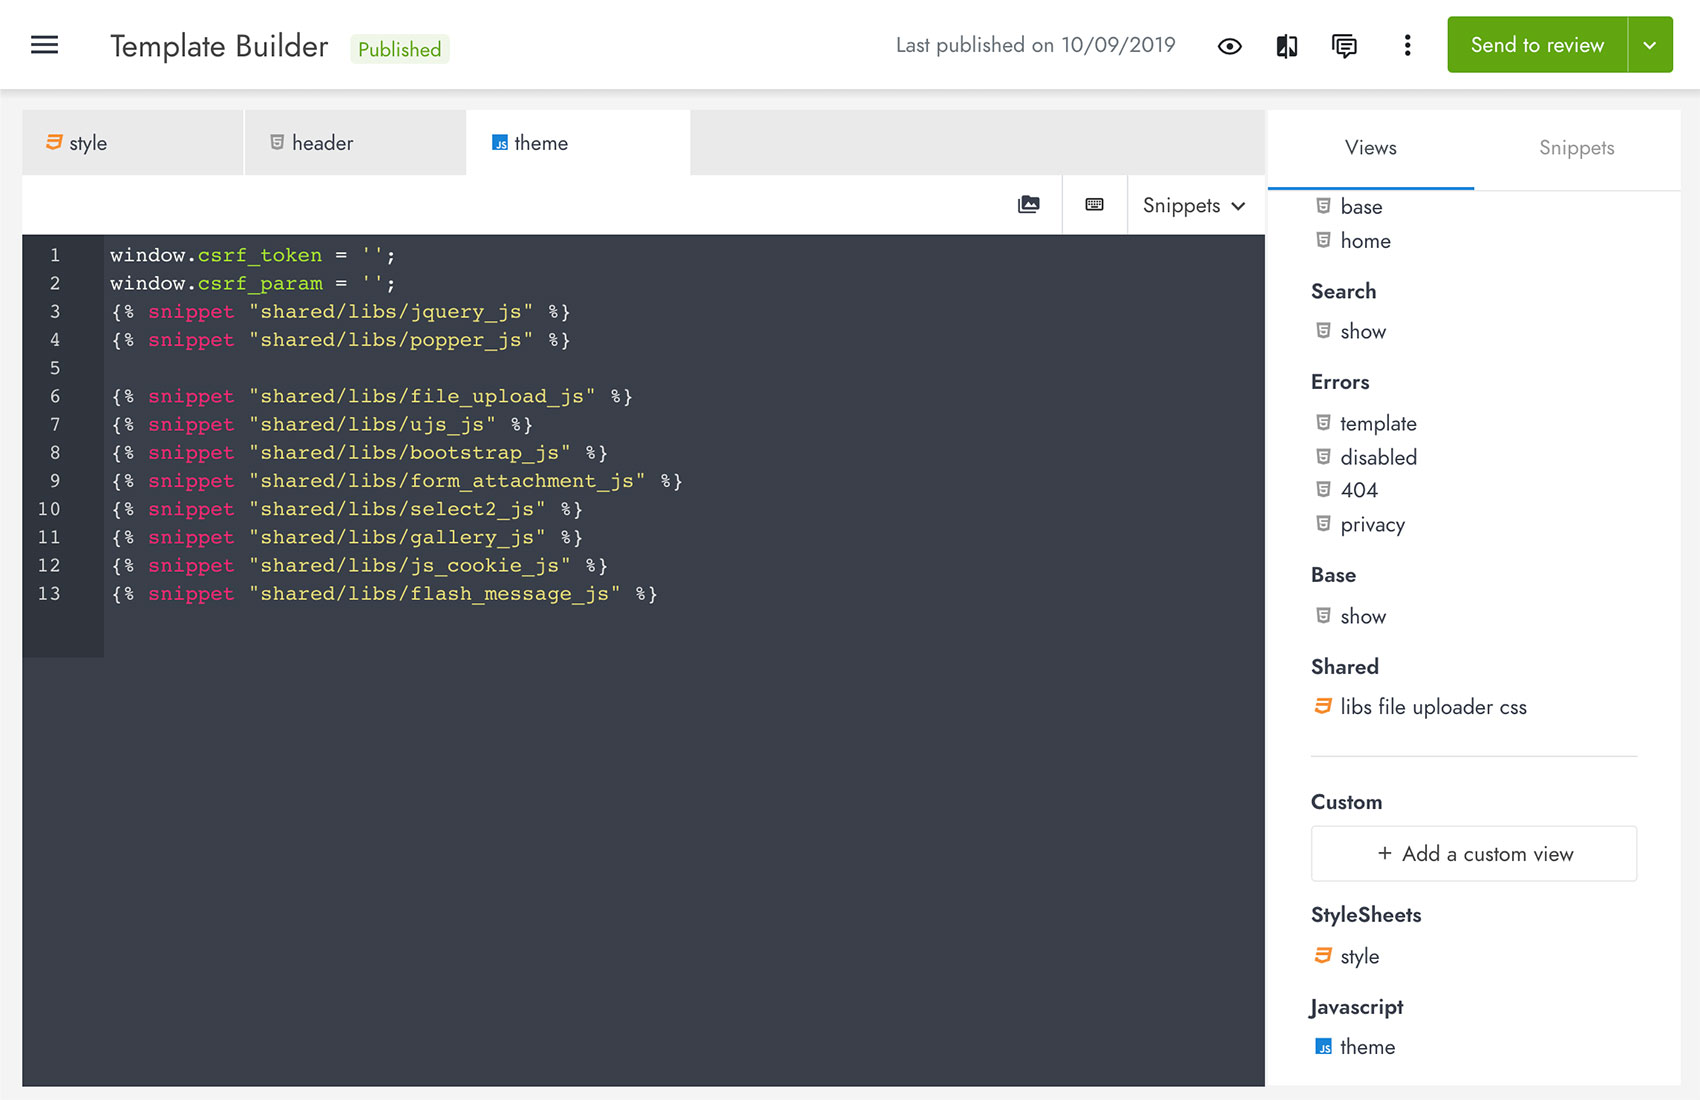 Template Builder Published Last published on 10/09/2019 Send to review
style header theme
Snippets
1 window.csrf_token = '';
2 window.csrf_param = '';
3 {% snippet "shared/libs/jquery_js" %}
4 {% snippet "shared/libs/popper_js" %}
5
6 {% snippet "shared/libs/file_upload_js" %}
7 {% snippet "shared/libs/ujs_js" %}
8 {% snippet "shared/libs/bootstrap_js" %}
9 {% snippet "shared/libs/form_attachment_js" %}
10 {% snippet "shared/libs/select2_js" %}
11 {% snippet "shared/libs/gallery_js" %}
12 {% snippet "shared/libs/js_cookie_js" %}
13 {% snippet "shared/libs/flash_message_js" %}
Views Snippets
base
home
Search
show
Errors
template
disabled
404
privacy
Base
show
Shared
libs file uploader css
Custom
+ Add a custom view
StyleSheets
style
Javascript
JS theme